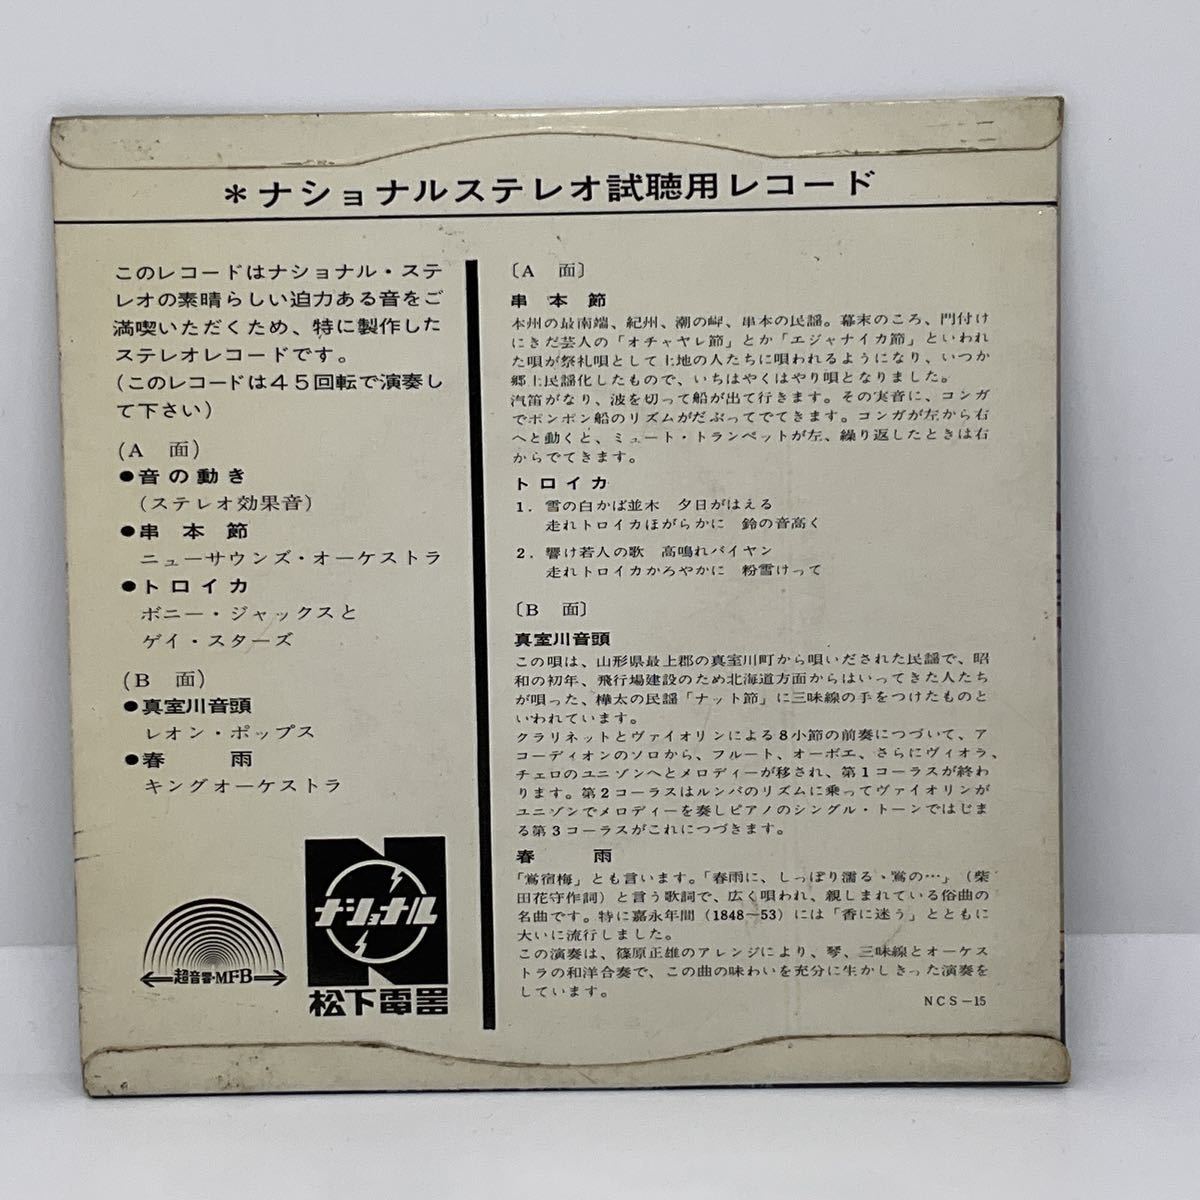 ＊ナショナルステレオ試聴用レコード
このレコードはナショナル・ステ
レオの素晴らしい迫力ある音をご
満喫いただくため、特に製作した
ステレオレコードです。
(このレコードは45回転で演奏し
て下さい)
(A　面)
●音の動き
(ステレオ効果音)
●串　本　節
ニューサウンズ・オーケストラ
●トロイカ
ボニー・ジャックスと
ゲイ・スターズ
(B　面)
●真室川音頭
レオン・ポップス
●春　　雨
キングオーケストラ
超音響・MFB
ナショナル
松下電器
〔A　面〕
串　本　節
本州の最南端、紀州、潮の岬、串本の民謡。幕末のころ、門付け
にきだ芸人の「オチャヤレ節」とか「エジャナイカ節」といわれ
た唄が祭礼唄として土地の人たちに唄われるようになり、いつか
郷土民謡化したもので、いちはやくはやり唄となりました。
汽笛がなり、波を切って船が出て行きます。その実音に、コンガ
でポンポン船のリズムがだぶってでてきます。コンガが左から右
へと動くと、ミュート・トランペットが左、繰り返したときは右
からでてきます。
トロイカ
1．雪の白かば並木　夕日がはえる
走れトロイカほがらかに　鈴の音高く
2．響け若人の歌　高鳴れバイヤン
走れトロイカかろやかに　粉雪けって
〔B　面〕
真室川音頭
この唄は、山形県最上郡の真室川町から唄いだされた民謡で、昭
和の初年、飛行場建設のため北海道方面からはいってきた人たち
が唄った、樺太の民謡「ナット節」に三味線の手をつけたものと
いわれています。
クラリネットとヴァイオリンによる8小節の前奏につづいて、ア
コーディオンのソロから、フルート、オーボエ、さらにヴィオラ、
チェロのユニゾンへとメロディーが移され、第1コーラスが終わ
ります。第2コーラスはルンバのリズムに乗ってヴァイオリンが
ユニゾンでメロディーを奏しピアノのシングル・トーンではじま
る第3コーラスがこれにつづきます。
春　　雨
「鴬宿梅」とも言います。「春雨に、しっぽり濡る・鴬の…」(柴
田花守作詞）と言う歌詞で、広く唄われ、親しまれている俗曲の
名曲です。特に嘉永年間（1848〜53）には「香に迷う」とともに
大いに流行しました。
この演奏は、篠原正雄のアレンジにより、琴、三味線とオーケス
トラの和洋合奏で、この曲の味わいを充分に生かしきった演奏を
しています。
NCS－15